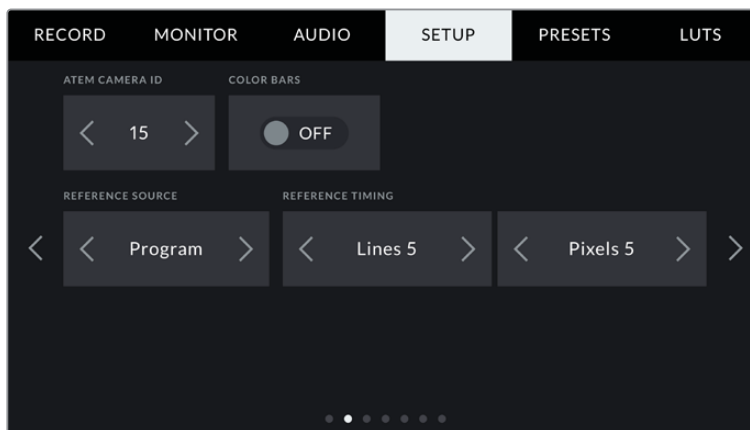 RECORD MONITOR AUDIO SETUP PRESETS LUTS
ATEM CAMERA ID COLOR BARS
15 OFF
REFERENCE SOURCE REFERENCE TIMING
Program Lines 5 Pixels 5